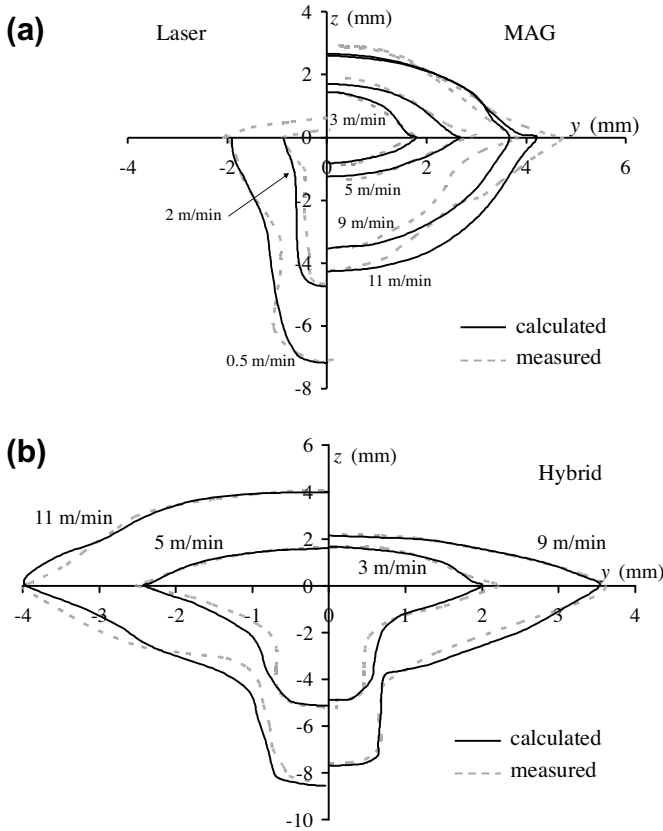 (a)
Laser
z (mm)
MAG
4
2
3 m/min
0
y (mm)
-4
-2
0
2
4
6
2 m/min
-2
5 m/min
9 m/min
-4
11 m/min
-6
0.5 m/min
-8
calculated
measured
(b)
6
z (mm)
Hybrid
4
11 m/min
5 m/min
2
3 m/min
9 m/min
0
y (mm)
-4
-3
-2
-1
0
1
2
3
4
-2
-4
-6
-8
-10
calculated
measured